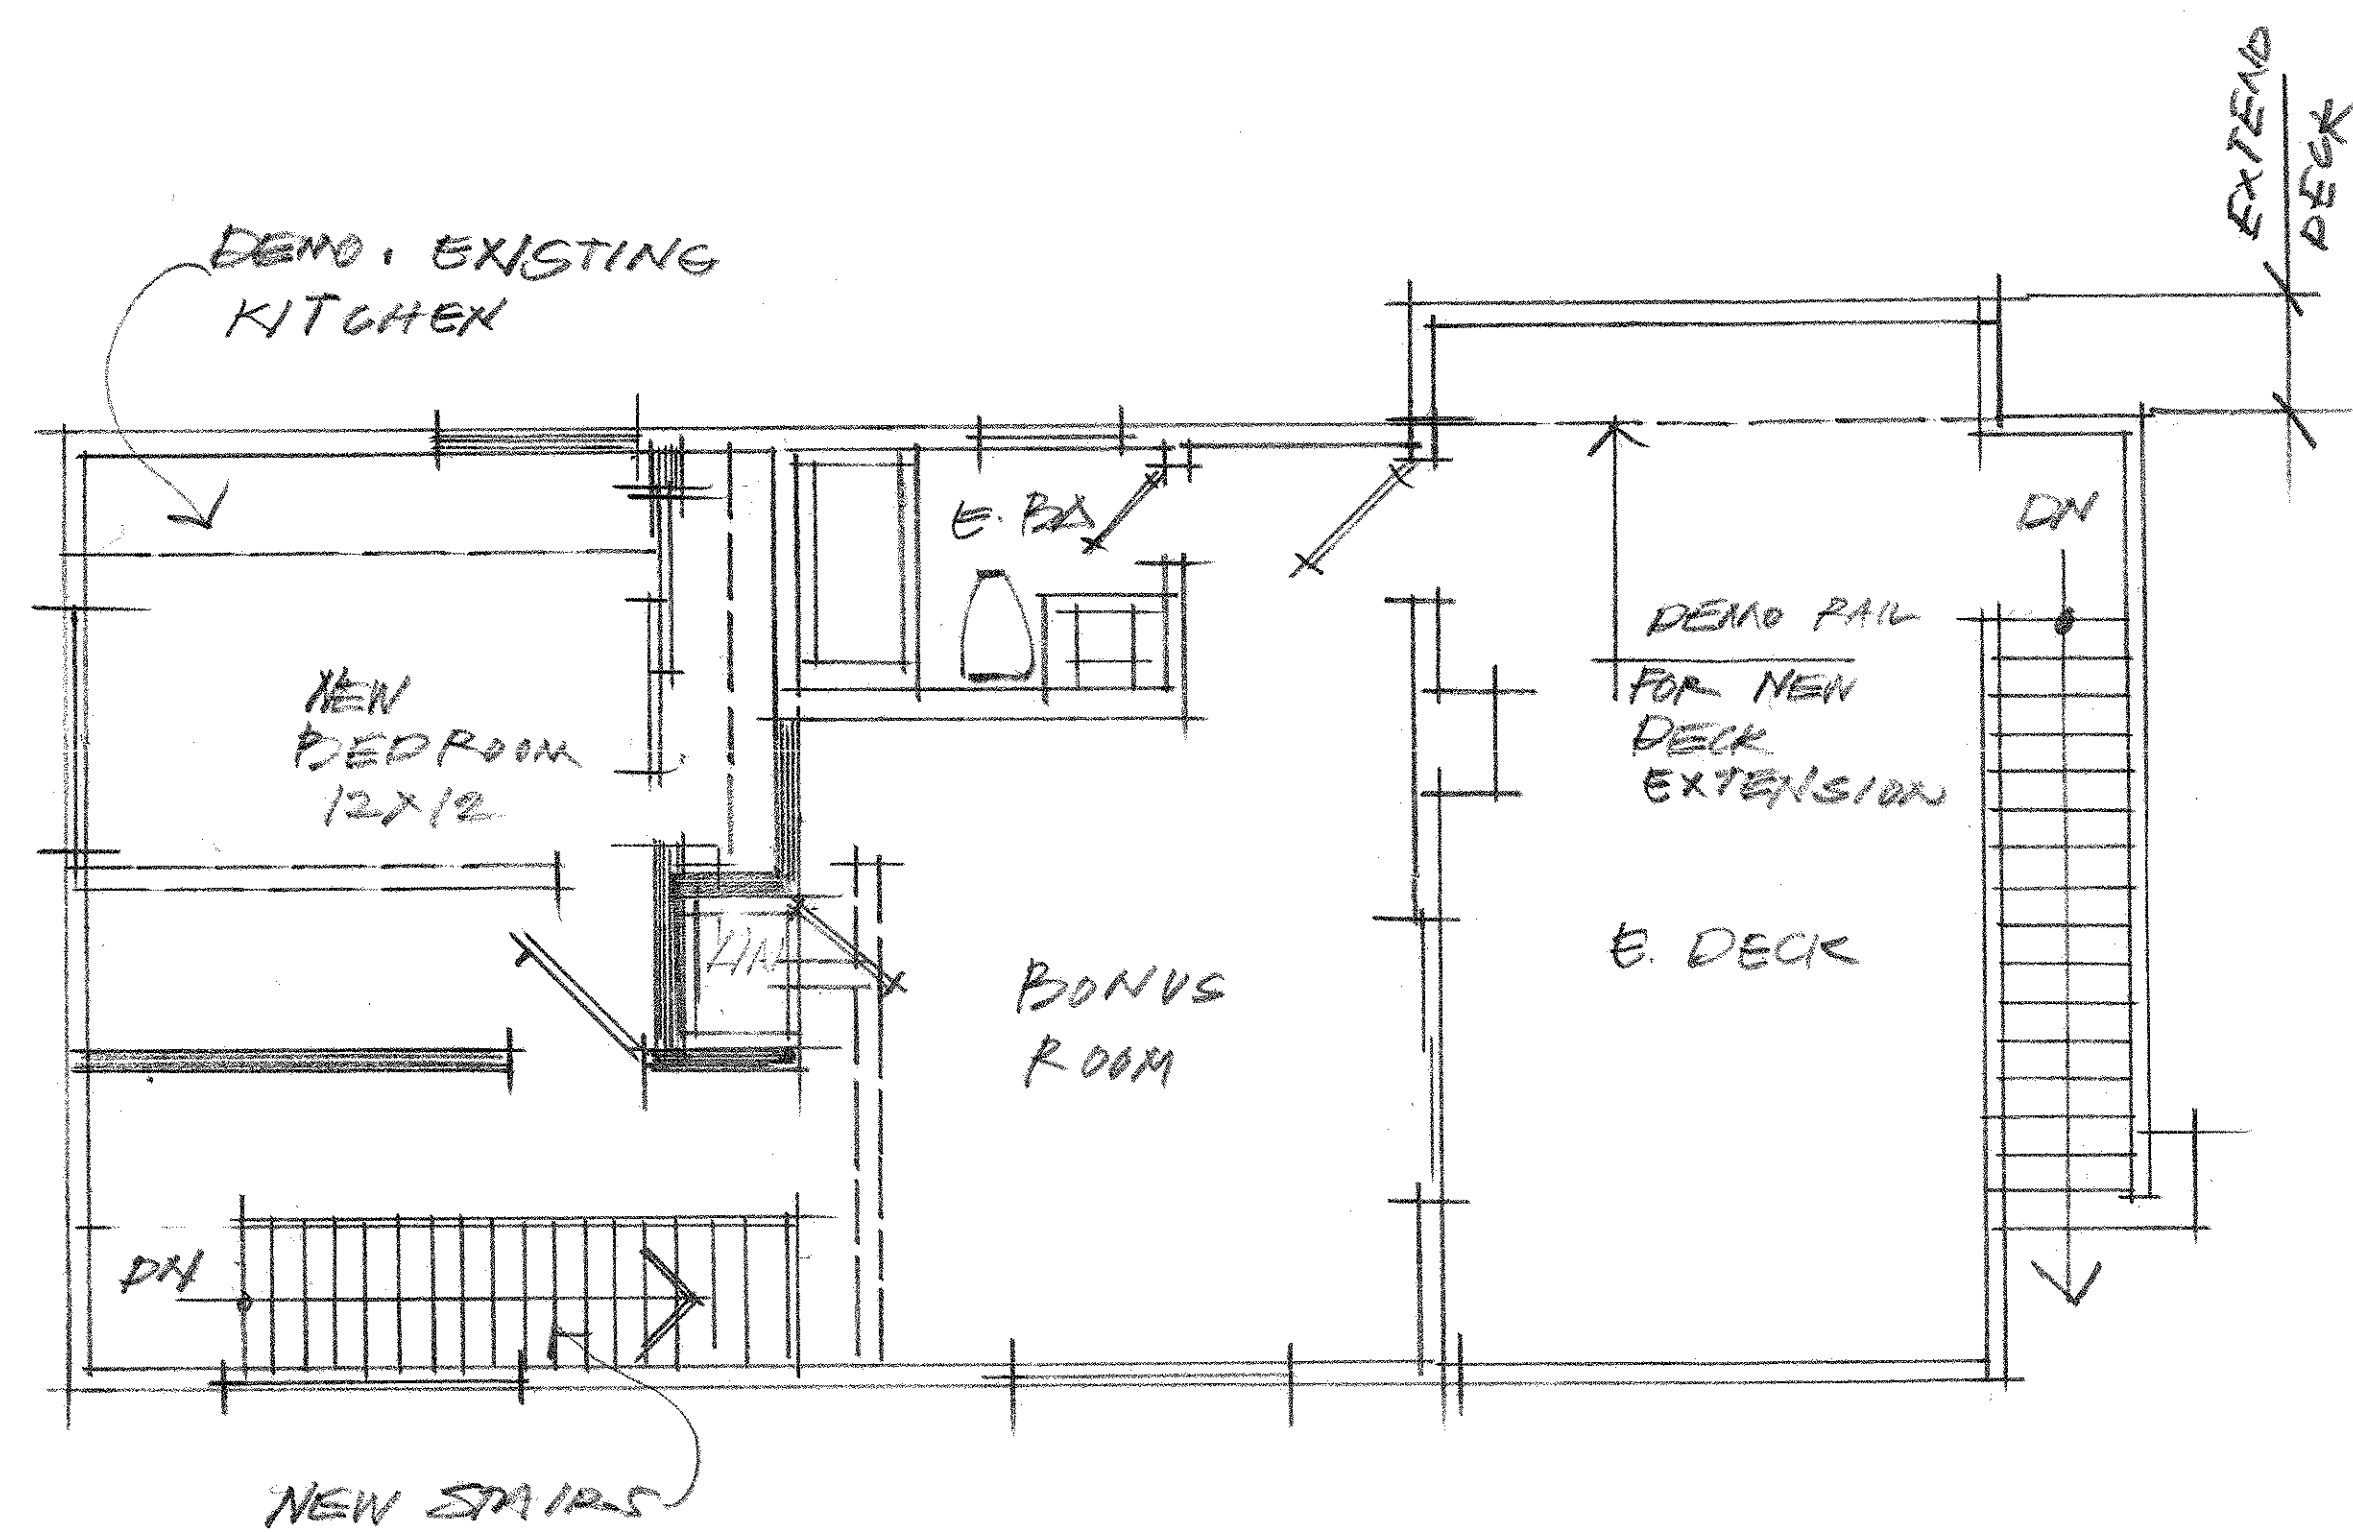 EXTEND
DECK
DEMO. EXISTING
KITCHEN
E. BA
DN
DEMO RAIL
FOR NEW
DECK
EXTENSION
NEW
BEDROOM
12X12
LIN
E. DECK
BONUS
ROOM
DN
NEW STAIRS